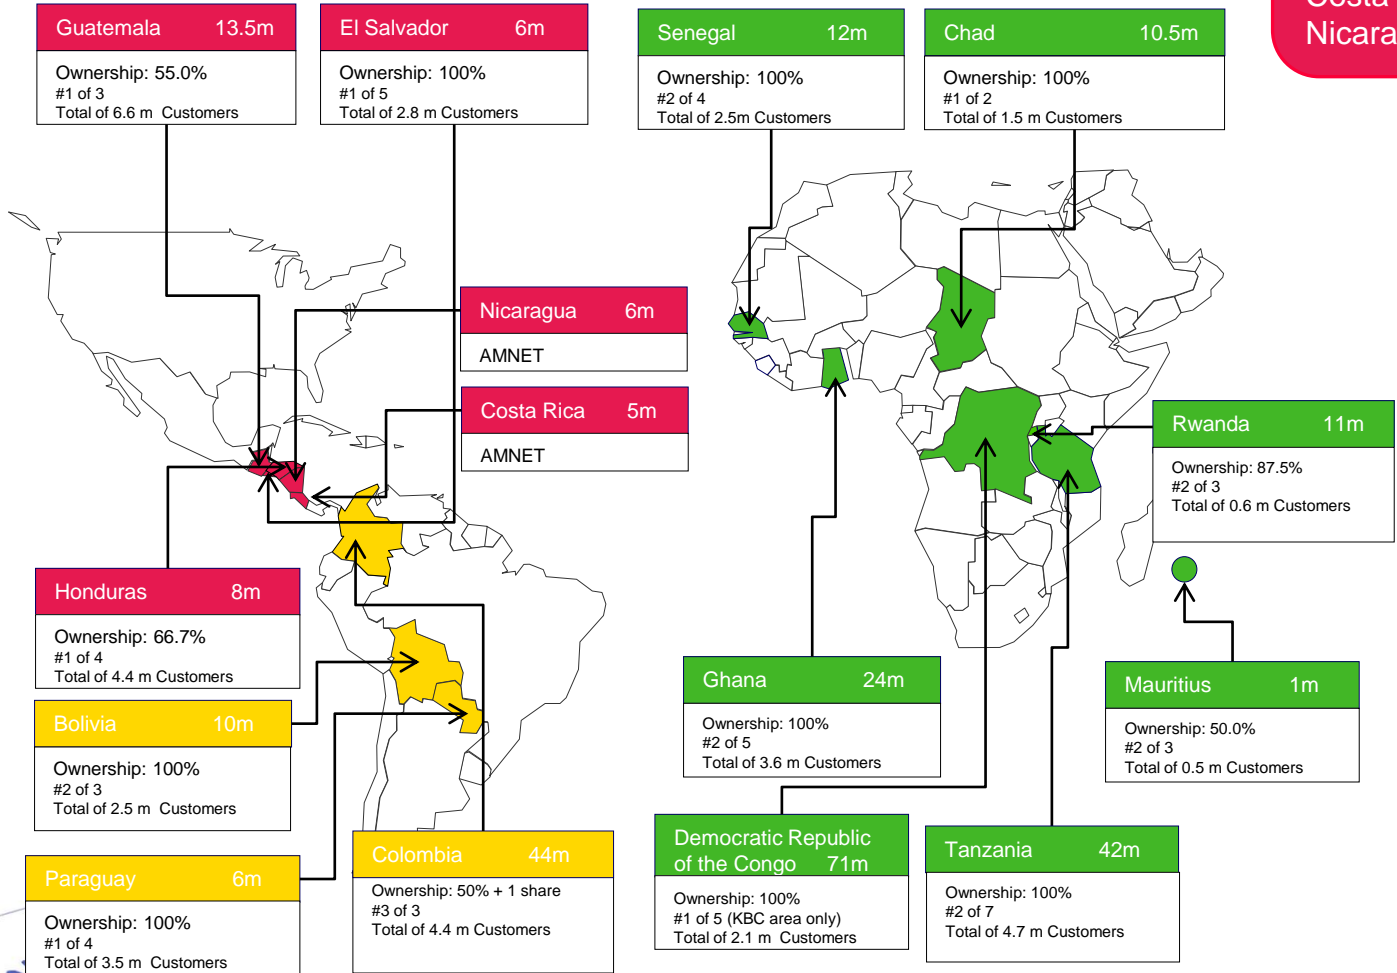 Guatemala 13.5m
Ownership: 55.0%
#1 of 3
Total of 6.6 m Customers
El Salvador 6m
Ownership: 100%
#1 of 5
Total of 2.8 m Customers
Senegal 12m
Ownership: 100%
#2 of 4
Total of 2.5m Customers
Chad 10.5m
Ownership: 100%
#1 of 2
Total of 1.5 m Customers
Costa
Nicara
Nicaragua 6m
AMNET
Costa Rica 5m
AMNET
Rwanda 11m
Ownership: 87.5%
#2 of 3
Total of 0.6 m Customers
Honduras 8m
Ownership: 66.7%
#1 of 4
Total of 4.4 m Customers
Bolivia 10m
Ownership: 100%
#2 of 3
Total of 2.5 m Customers
Ghana 24m
Ownership: 100%
#2 of 5
Total of 3.6 m Customers
Mauritius 1m
Ownership: 50.0%
#2 of 3
Total of 0.5 m Customers
Paraguay 6m
Ownership: 100%
#1 of 4
Total of 3.5 m Customers
Colombia 44m
Ownership: 50% + 1 share
#3 of 3
Total of 4.4 m Customers
Democratic Republic
of the Congo 71m
Ownership: 100%
#1 of 5 (KBC area only)
Total of 2.1 m Customers
Tanzania 42m
Ownership: 100%
#2 of 7
Total of 4.7 m Customers